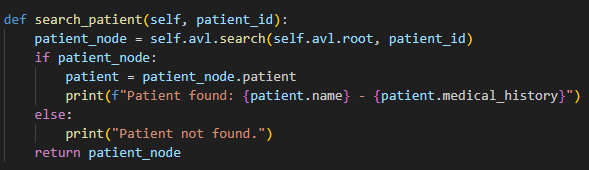 def search_patient(self, patient_id):
    patient_node = self.avl.search(self.avl.root, patient_id)
    if patient_node:
        patient = patient_node.patient
        print(f"Patient found: {patient.name} - {patient.medical_history}")
    else:
        print("Patient not found.")
    return patient_node